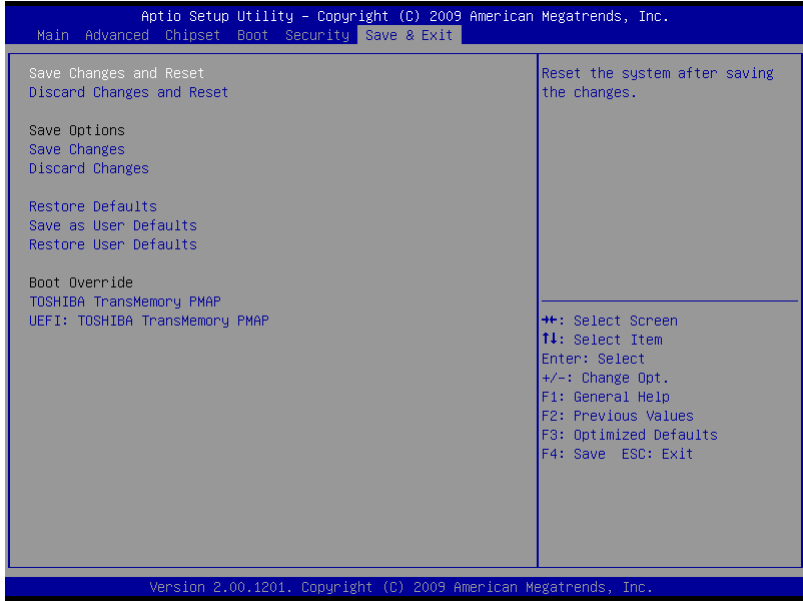 Aptio Setup Utility – Copyright (C) 2009 American Megatrends, Inc.
Main Advanced Chipset Boot Security Save & Exit
Save Changes and Reset
Discard Changes and Reset
Save Options
Save Changes
Discard Changes
Restore Defaults
Save as User Defaults
Restore User Defaults
Boot Override
TOSHIBA TransMemory PMAP
UEFI: TOSHIBA TransMemory PMAP
Reset the system after saving
the changes.
→←: Select Screen
↑↓: Select Item
Enter: Select
+/-: Change Opt.
F1: General Help
F2: Previous Values
F3: Optimized Defaults
F4: Save ESC: Exit
Version 2.00.1201. Copyright (C) 2009 American Megatrends, Inc.